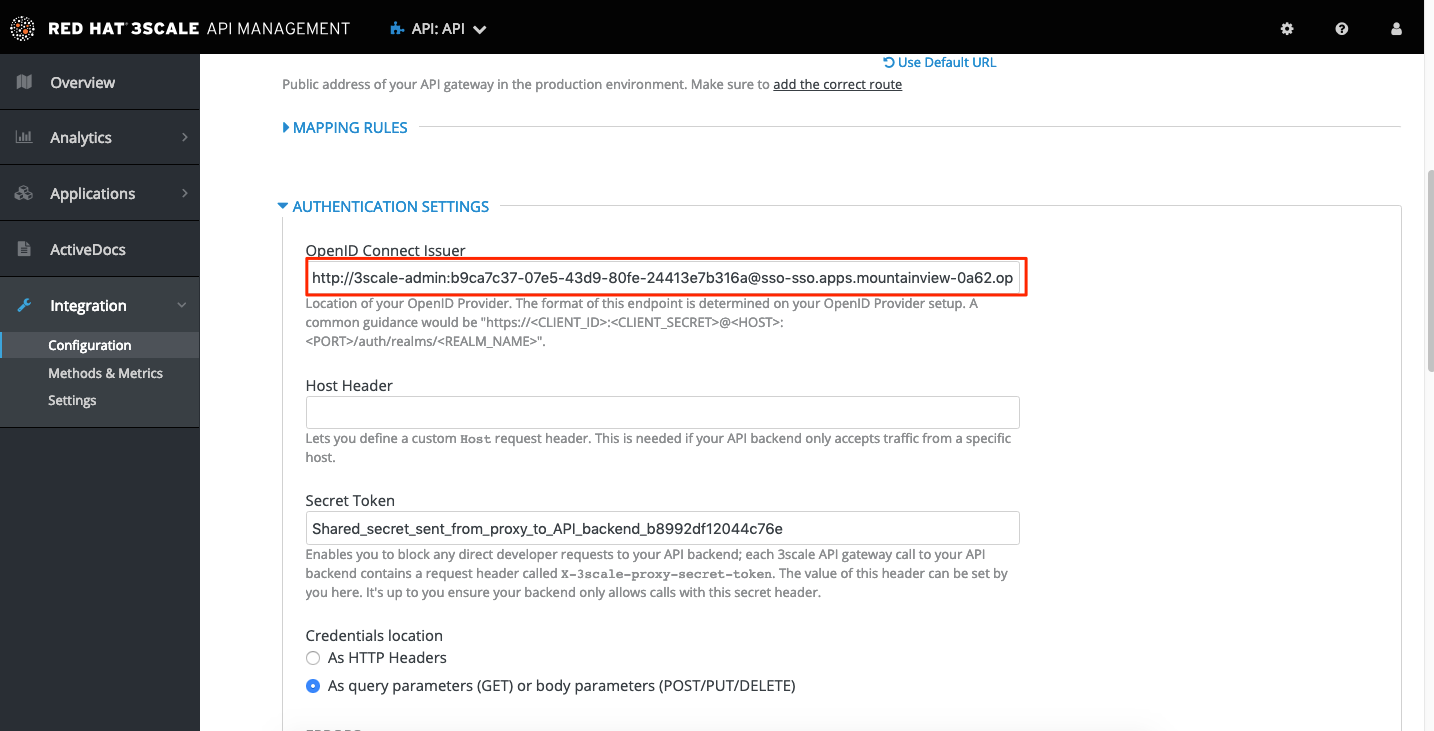 RED HAT 3SCALE API MANAGEMENT API: API
Overview
Analytics
Applications
ActiveDocs
Integration
Configuration
Methods & Metrics
Settings
Use Default URL
Public address of your API gateway in the production environment. Make sure to add the correct route
MAPPING RULES
AUTHENTICATION SETTINGS
OpenID Connect Issuer
http://3scale-admin:b9ca7c37-07e5-43d9-80fe-24413e7b316a@sso-sso.apps.mountainview-0a62.op
Location of your OpenID Provider. The format of this endpoint is determined on your OpenID Provider setup. A
common guidance would be "https://<CLIENT_ID>:<CLIENT_SECRET>@<HOST>:
<PORT>/auth/realms/<REALM_NAME>".
Host Header
Lets you define a custom Host request header. This is needed if your API backend only accepts traffic from a specific
host.
Secret Token
Shared_secret_sent_from_proxy_to_API_backend_b8992df12044c76e
Enables you to block any direct developer requests to your API backend; each 3scale API gateway call to your API
backend contains a request header called X-3scale-proxy-secret-token. The value of this header can be set by
you here. It's up to you ensure your backend only allows calls with this secret header.
Credentials location
As HTTP Headers
As query parameters (GET) or body parameters (POST/PUT/DELETE)